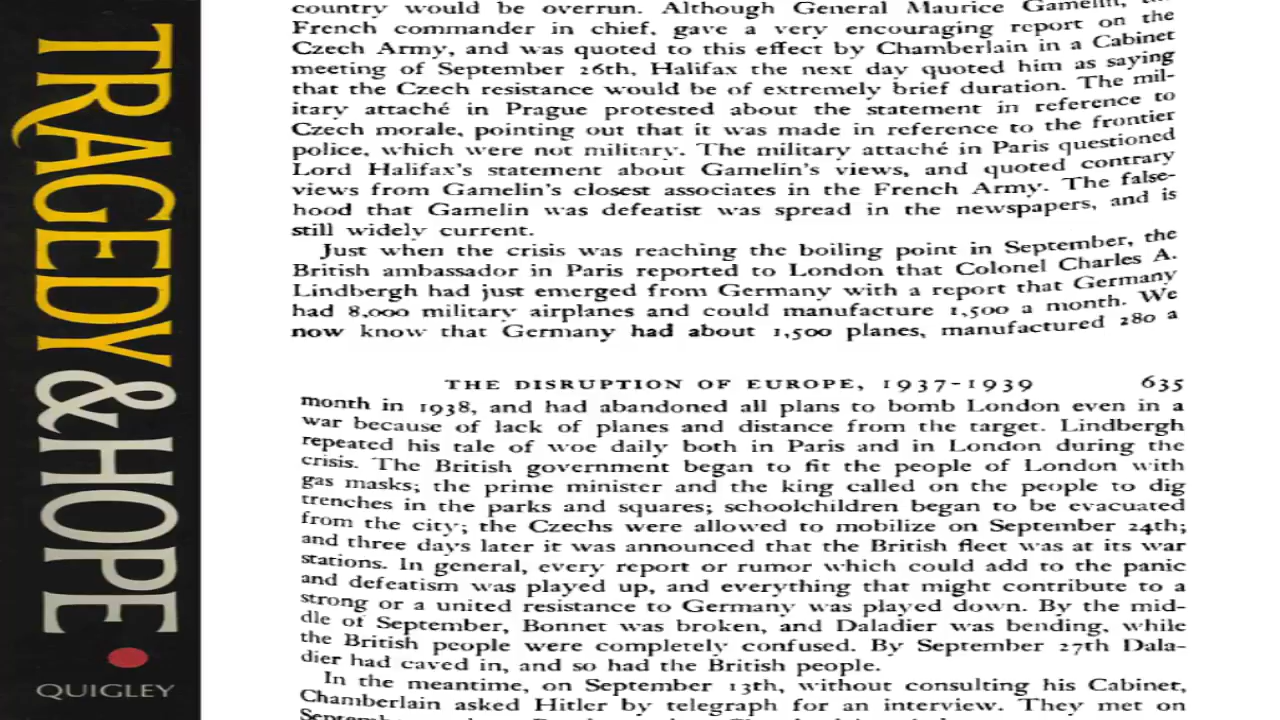 TRAGEDY & HOPE
QUIGLEY
country would be overrun. Although General Maurice Gamelin,
French commander in chief, gave a very encouraging report on the
Czech Army, and was quoted to this effect by Chamberlain in a Cabinet
meeting of September 26th, Halifax the next day quoted him as saying
that the Czech resistance would be of extremely brief duration. The mil-
itary attaché in Prague protested about the statement in reference to
Czech morale, pointing out that it was made in reference to the frontier
police, which were not military. The military attaché in Paris questioned
Lord Halifax's statement about Gamelin's views, and quoted contrary
views from Gamelin's closest associates in the French Army. The false-
hood that Gamelin was defeatist was spread in the newspapers, and is
still widely current.
Just when the crisis was reaching the boiling point in September, the
British ambassador in Paris reported to London that Colonel Charles A.
Lindbergh had just emerged from Germany with a report that Germany
had 8,000 military airplanes and could manufacture 1,500 a month. We
now know that Germany had about 1,500 planes, manufactured 280 a
THE DISRUPTION OF EUROPE, 1937-1939 635
month in 1938, and had abandoned all plans to bomb London even in a
war because of lack of planes and distance from the target. Lindbergh
repeated his tale of woe daily both in Paris and in London during the
crisis. The British government began to fit the people of London with
gas masks; the prime minister and the king called on the people to dig
trenches in the parks and squares; schoolchildren began to be evacuated
from the city; the Czechs were allowed to mobilize on September 24th;
and three days later it was announced that the British fleet was at its war
stations. In general, every report or rumor which could add to the panic
and defeatism was played up, and everything that might contribute to a
strong or a united resistance to Germany was played down. By the mid-
dle of September, Bonnet was broken, and Daladier was bending, while
the British people were completely confused. By September 27th Dala-
dier had caved in, and so had the British people.
In the meantime, on September 13th, without consulting his Cabinet,
Chamberlain asked Hitler by telegraph for an interview. They met on